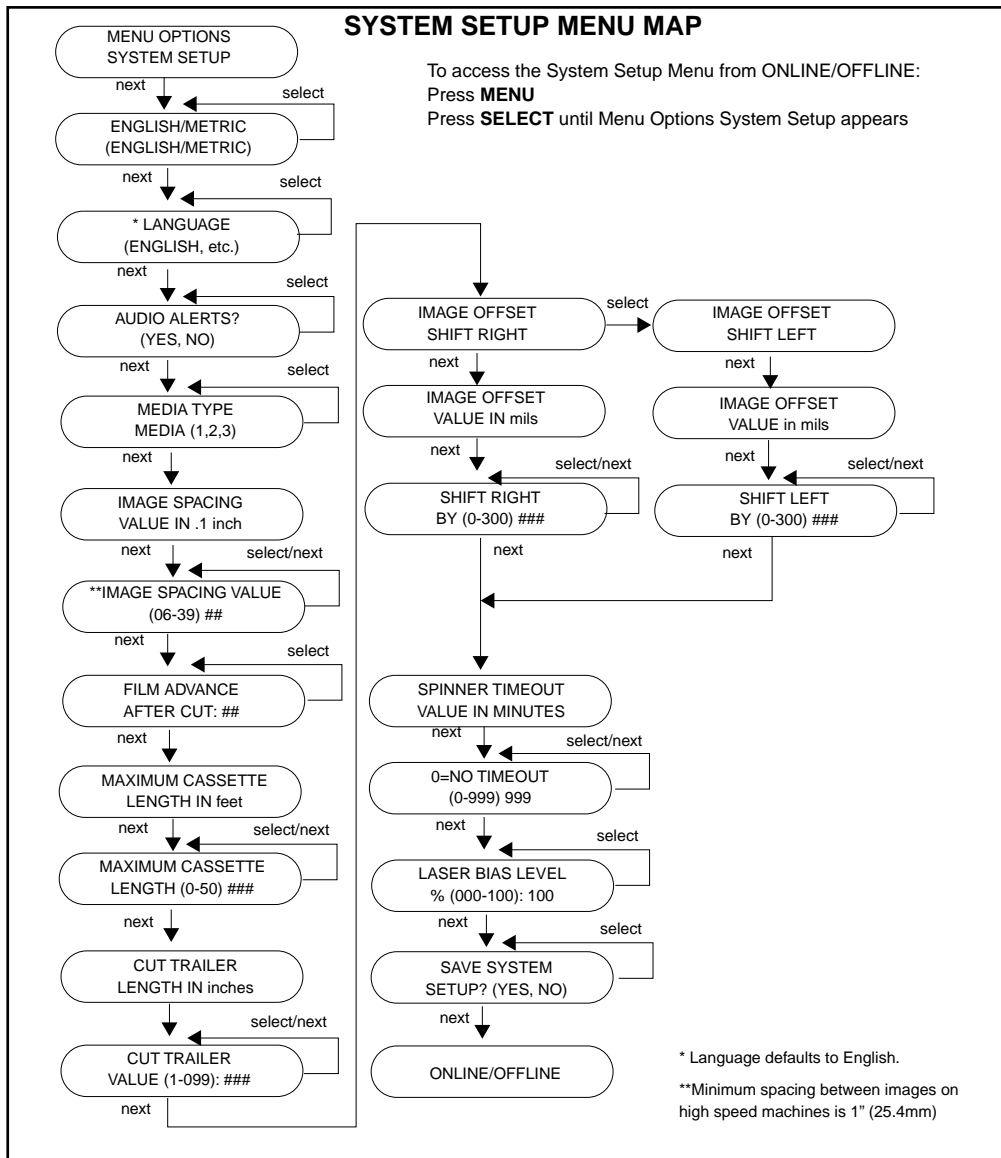 SYSTEM SETUP MENU MAP
To access the System Setup Menu from ONLINE/OFFLINE:
Press MENU
Press SELECT until Menu Options System Setup appears
MENU OPTIONS
SYSTEM SETUP
next
select
ENGLISH/METRIC
(ENGLISH/METRIC)
next
select
* LANGUAGE
(ENGLISH, etc.)
next
select
AUDIO ALERTS?
(YES, NO)
next
select
MEDIA TYPE
MEDIA (1,2,3)
next
IMAGE SPACING
VALUE IN .1 inch
next
select/next
**IMAGE SPACING VALUE
(06-39) ##
next
select
FILM ADVANCE
AFTER CUT: ##
next
MAXIMUM CASSETTE
LENGTH IN feet
next
select/next
MAXIMUM CASSETTE
LENGTH (0-50) ###
next
CUT TRAILER
LENGTH IN inches
next
select/next
CUT TRAILER
VALUE (1-099): ###
next
IMAGE OFFSET
SHIFT RIGHT
select
next
IMAGE OFFSET
VALUE IN mils
next
select/next
SHIFT RIGHT
BY (0-300) ###
next
IMAGE OFFSET
SHIFT LEFT
next
IMAGE OFFSET
VALUE in mils
next
select/next
SHIFT LEFT
BY (0-300) ###
next
SPINNER TIMEOUT
VALUE IN MINUTES
next
select/next
0=NO TIMEOUT
(0-999) 999
next
select
LASER BIAS LEVEL
% (000-100): 100
next
select
SAVE SYSTEM
SETUP? (YES, NO)
next
ONLINE/OFFLINE
* Language defaults to English.
**Minimum spacing between images on
high speed machines is 1” (25.4mm)